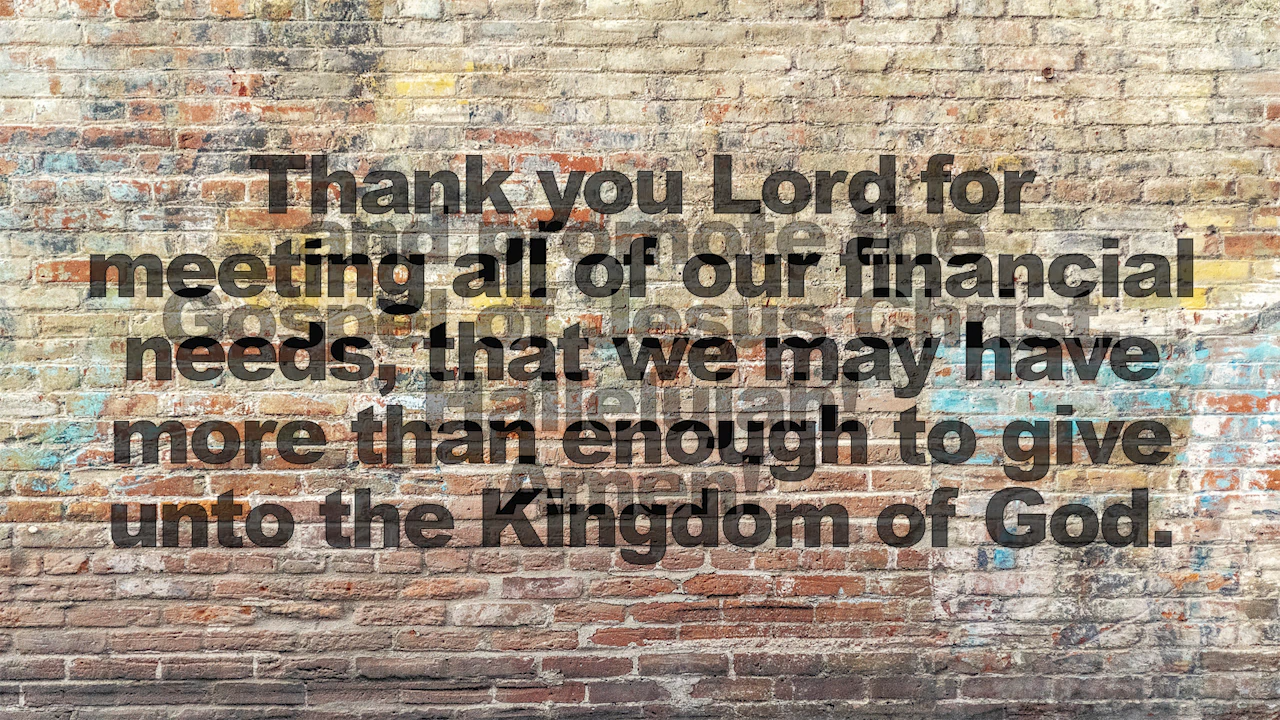 Thank you Lord for
meeting all of our financial
needs, that we may have
more than enough to give
unto the Kingdom of God.
and promote the
Gospel of Jesus Christ
Hallelujah!
Amen!